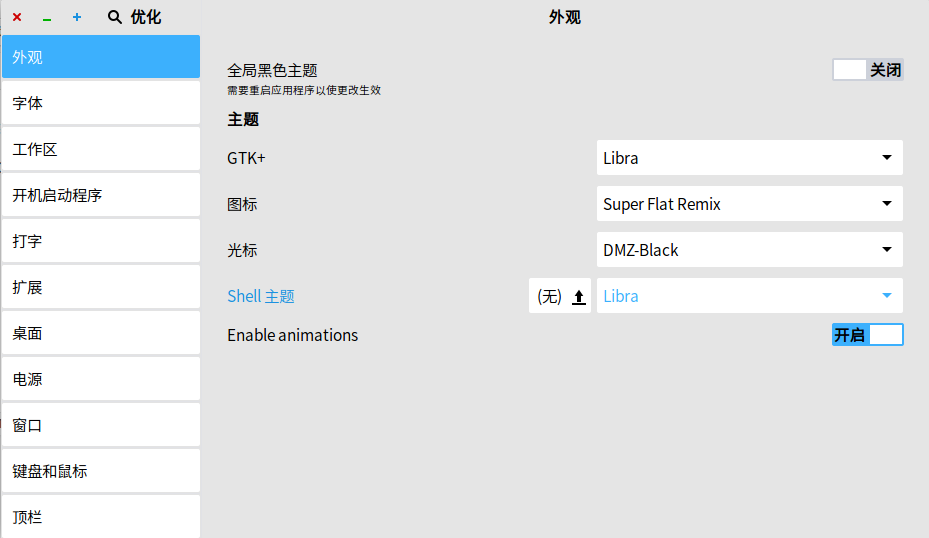 优化
外观
外观
字体
工作区
开机启动程序
打字
扩展
桌面
电源
窗口
键盘和鼠标
顶栏
全局黑色主题 关闭
需要重启应用程序以使更改生效
主题
GTK+ Libra
图标 Super Flat Remix
光标 DMZ-Black
Shell 主题 (无) Libra
Enable animations 开启